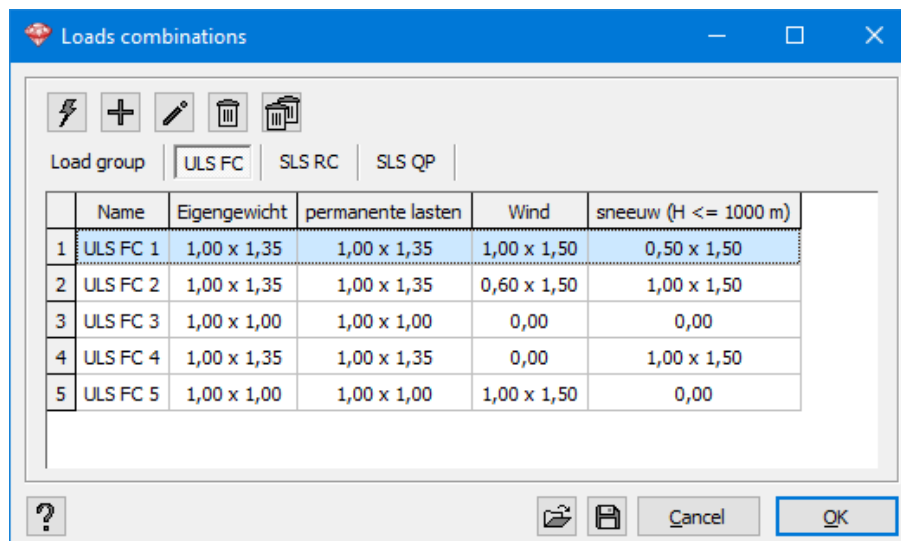 Loads combinations
Load group ULS FC SLS RC SLS QP
Name Eigengewicht permanente lasten Wind sneeuw (H <= 1000 m)
1 ULS FC 1 1,00 x 1,35 1,00 x 1,35 1,00 x 1,50 0,50 x 1,50
2 ULS FC 2 1,00 x 1,35 1,00 x 1,35 0,60 x 1,50 1,00 x 1,50
3 ULS FC 3 1,00 x 1,00 1,00 x 1,00 0,00 0,00
4 ULS FC 4 1,00 x 1,35 1,00 x 1,35 0,00 1,00 x 1,50
5 ULS FC 5 1,00 x 1,00 1,00 x 1,00 1,00 x 1,50 0,00
? Cancel OK